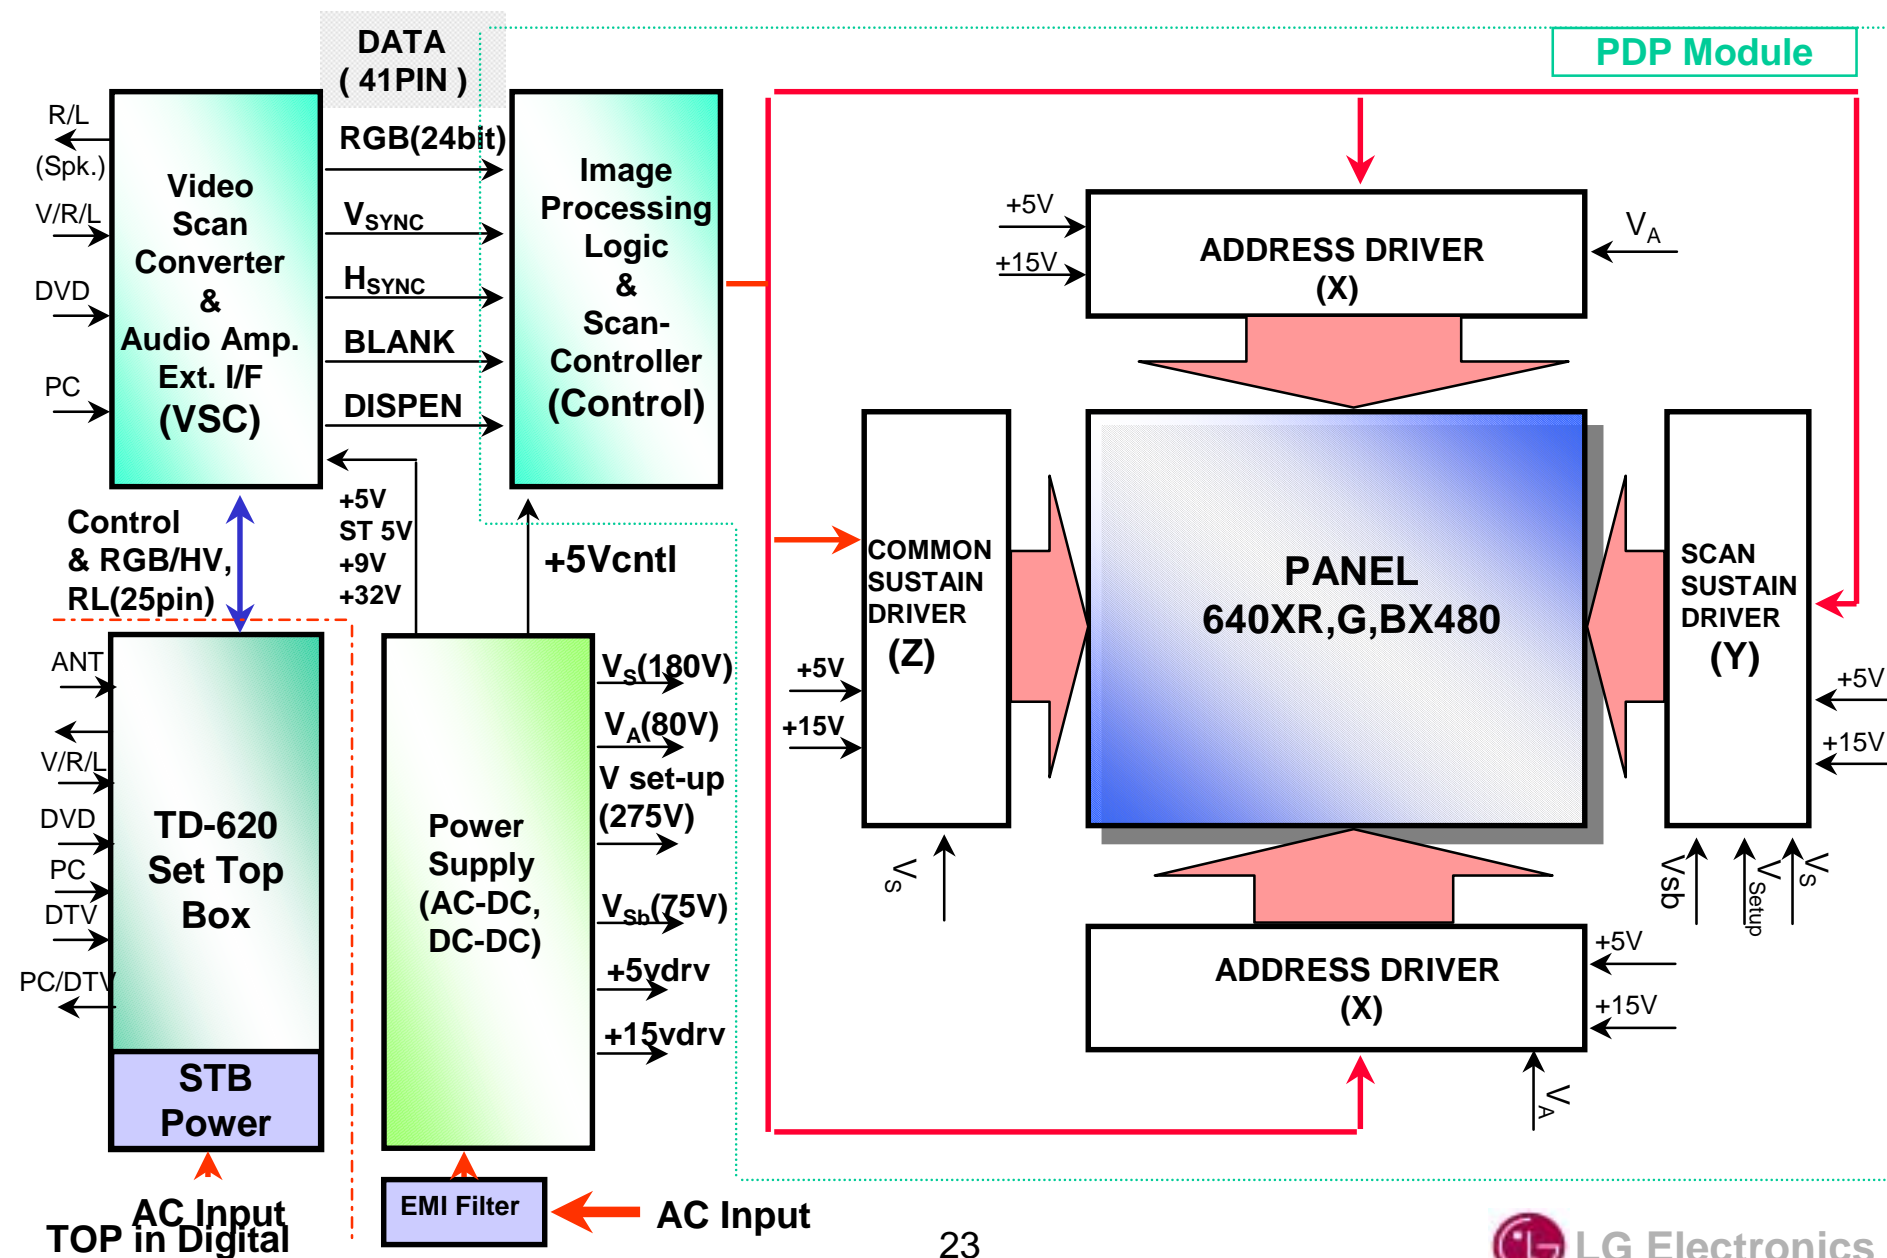 DATA
( 41PIN )
PDP Module
R/L
(Spk.)
V/R/L
DVD
PC
Video
Scan
Converter
&
Audio Amp.
Ext. I/F
(VSC)
RGB(24bit)
VSYNC
HSYNC
BLANK
DISPEN
Image
Processing
Logic
&
Scan-
Controller
(Control)
+5V
+15V
ADDRESS DRIVER
(X)
VA
+5V
ST 5V
+9V
+32V
+5Vcntl
Control
& RGB/HV,
RL(25pin)
COMMON
SUSTAIN
DRIVER
(Z)
+5V
+15V
VS
PANEL
640XR,G,BX480
SCAN
SUSTAIN
DRIVER
(Y)
+5V
+15V
Vsb
VSetup
VS
ANT
V/R/L
DVD
PC
DTV
PC/DTV
TD-620
Set Top
Box
STB
Power
AC Input
Power
Supply
(AC-DC,
DC-DC)
VS(180V)
VA(80V)
V set-up
(275V)
VSb(75V)
+5vdrv
+15vdrv
EMI Filter
AC Input
ADDRESS DRIVER
(X)
+5V
+15V
VA
TOP in Digital
23
LG Electronics